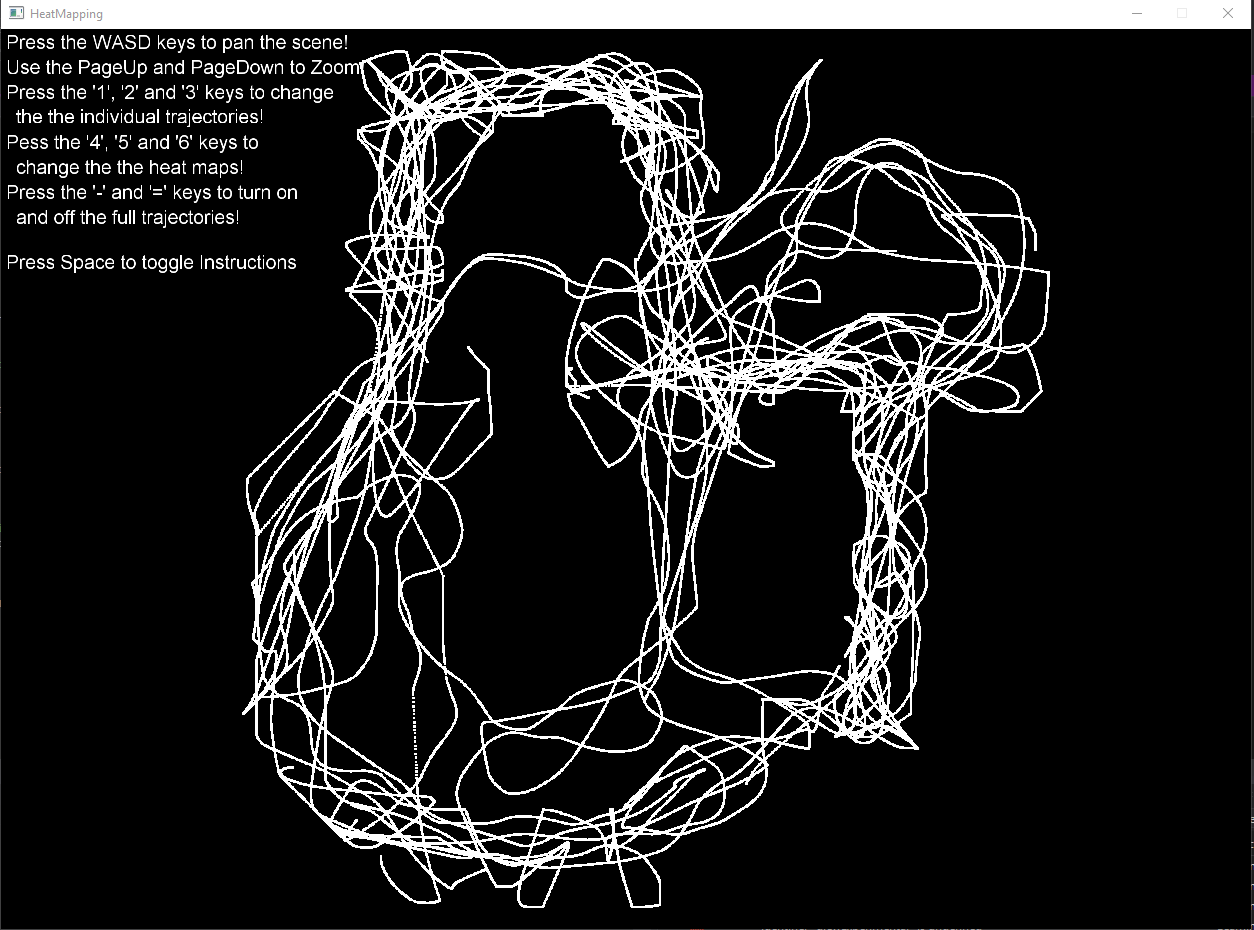 HeatMapping
Press the WASD keys to pan the scene!
Use the PageUp and PageDown to Zoom
Press the '1', '2' and '3' keys to change
the the individual trajectories!
Pess the '4', '5' and '6' keys to
change the the heat maps!
Press the '-' and '=' keys to turn on
and off the full trajectories!
Press Space to toggle Instructions